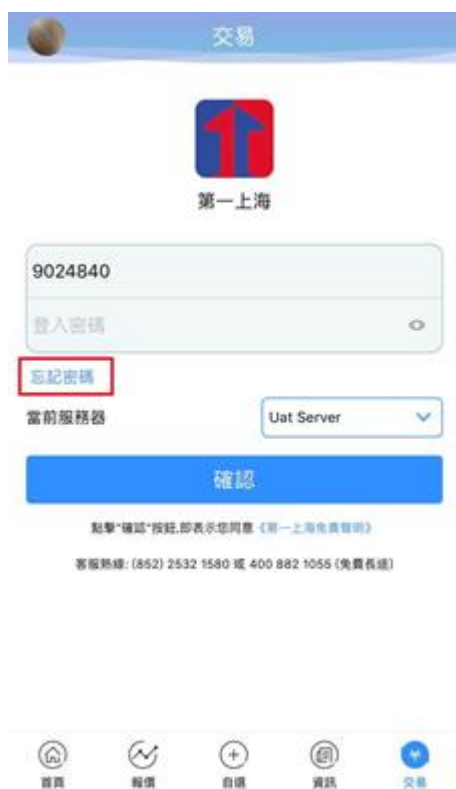 交易
第一上海
9024840
登入密碼
忘記密碼
當前服務器
Uat Server
確認
點擊"確認"按鈕,即表示您同意《第一上海免責聲明》
客服熱線: (852) 2532 1580 或 400 882 1055 (免費長途)
首頁 報價 自選 資訊 交易